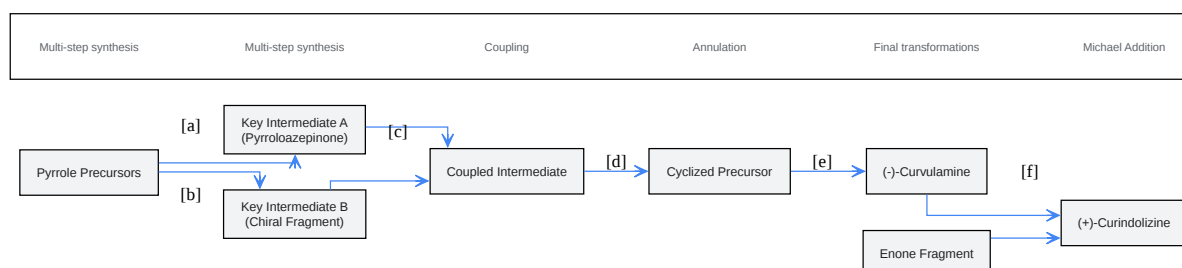 Multi-step synthesis
Multi-step synthesis
Coupling
Annulation
Final transformations
Michael Addition
[a]
Key Intermediate A
(Pyrroloazepinone)
[c]
Pyrrole Precursors
Coupled Intermediate
[d]
Cyclized Precursor
[e]
(-)-Curvulamine
[f]
[b]
Key Intermediate B
(Chiral Fragment)
(+)-Curindolizine
Enone Fragment